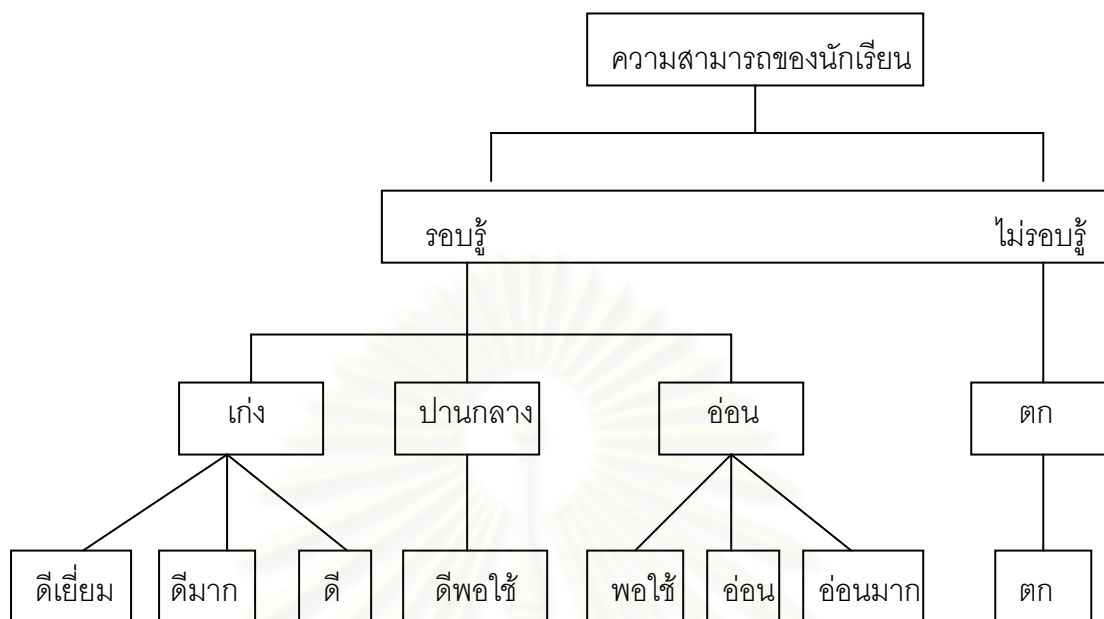 ความสามารถของนักเรียน
รอบรู้ ไม่รอบรู้
เก่ง ปานกลาง อ่อน ตก
ดีเยี่ยม ดีมาก ดี ดีพอใช้ พอใช้ อ่อน อ่อนมาก ตก